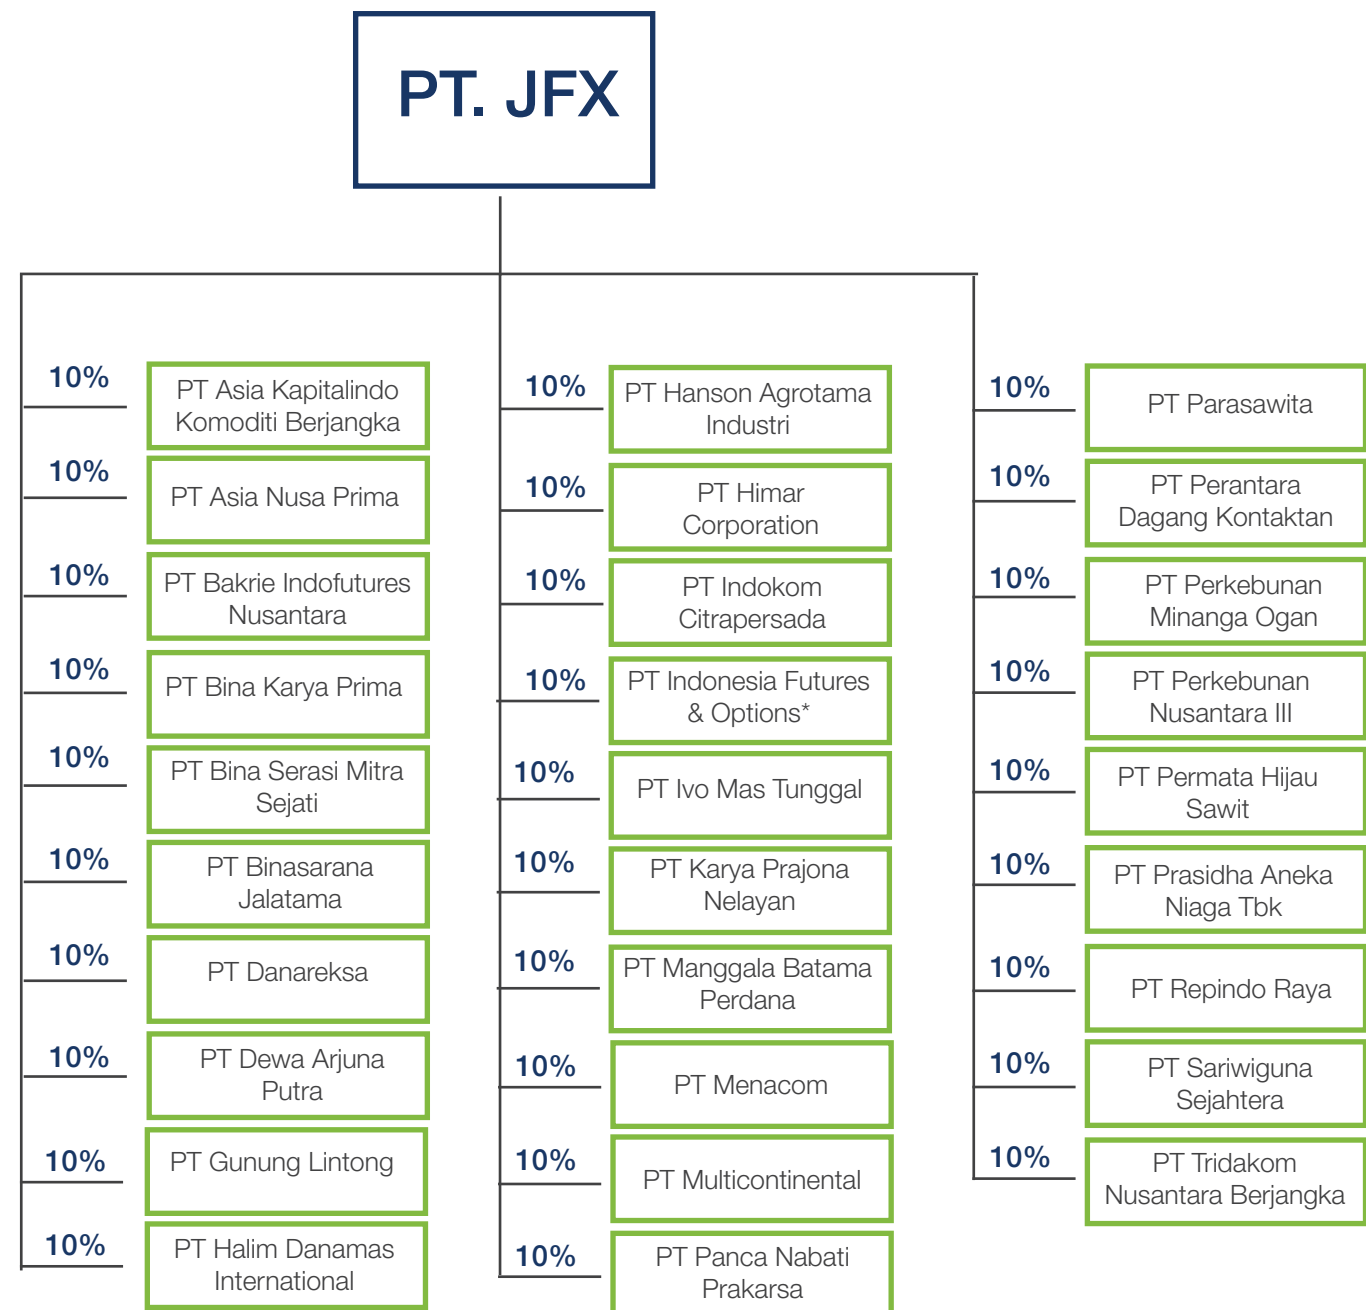 PT. JFX
10%
PT Asia Kapitalindo
Komoditi Berjangka
10%
PT Asia Nusa Prima
10%
PT Bakrie Indofutures
Nusantara
10%
PT Bina Karya Prima
10%
PT Bina Serasi Mitra
Sejati
10%
PT Binasarana
Jalatama
10%
PT Danareksa
10%
PT Dewa Arjuna
Putra
10%
PT Gunung Lintong
10%
PT Halim Danamas
International
10%
PT Hanson Agrotama
Industri
10%
PT Himar
Corporation
10%
PT Indokom
Citrapersada
10%
PT Indonesia Futures
& Options*
10%
PT Ivo Mas Tunggal
10%
PT Karya Prajona
Nelayan
10%
PT Manggala Batama
Perdana
10%
PT Menacom
10%
PT Multicontinental
10%
PT Panca Nabati
Prakarsa
10%
PT Parasawita
10%
PT Perantara
Dagang Kontaktan
10%
PT Perkebunan
Minanga Ogan
10%
PT Perkebunan
Nusantara III
10%
PT Permata Hijau
Sawit
10%
PT Prasidha Aneka
Niaga Tbk
10%
PT Repindo Raya
10%
PT Sariwiguna
Sejahtera
10%
PT Tridakom
Nusantara Berjangka